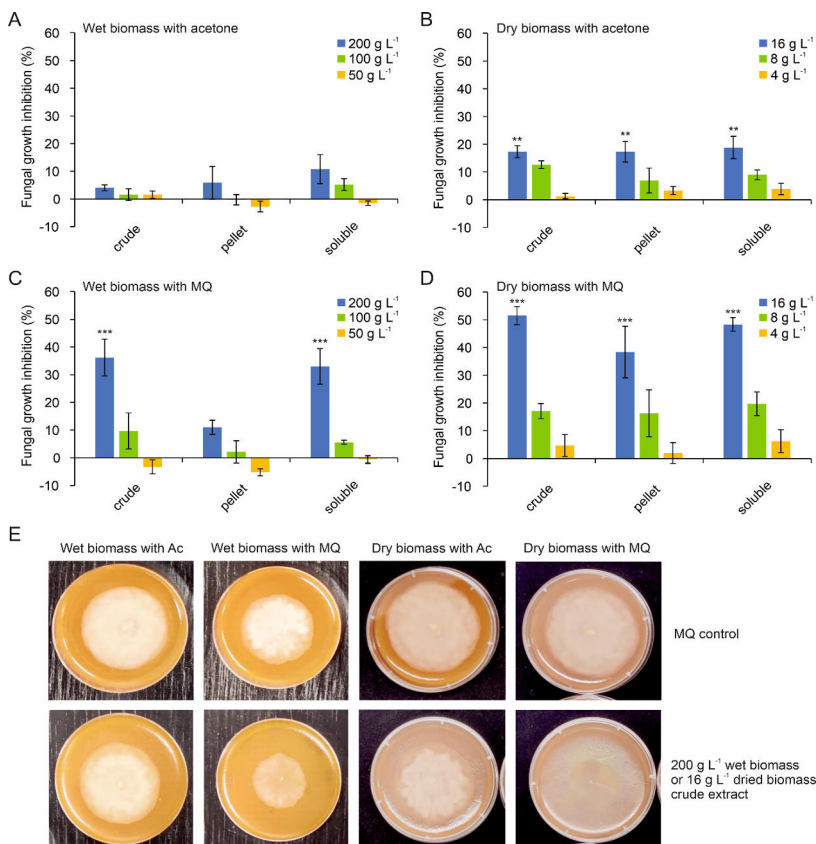 A
Wet biomass with acetone
Fungal growth inhibition (%)
60
50
40
30
20
10
0
-10
200 g L⁻¹
100 g L⁻¹
50 g L⁻¹
crude
pellet
soluble
B
Dry biomass with acetone
Fungal growth inhibition (%)
60
50
40
30
20
10
0
-10
16 g L⁻¹
8 g L⁻¹
4 g L⁻¹
**
**
**
crude
pellet
soluble
C
Wet biomass with MQ
Fungal growth inhibition (%)
60
50
40
30
20
10
0
-10
200 g L⁻¹
100 g L⁻¹
50 g L⁻¹
***
***
crude
pellet
soluble
D
Dry biomass with MQ
Fungal growth inhibition (%)
60
50
40
30
20
10
0
-10
16 g L⁻¹
8 g L⁻¹
4 g L⁻¹
***
***
***
crude
pellet
soluble
E
Wet biomass with Ac
Wet biomass with MQ
Dry biomass with Ac
Dry biomass with MQ
MQ control
200 g L⁻¹ wet biomass
or 16 g L⁻¹ dried biomass
crude extract